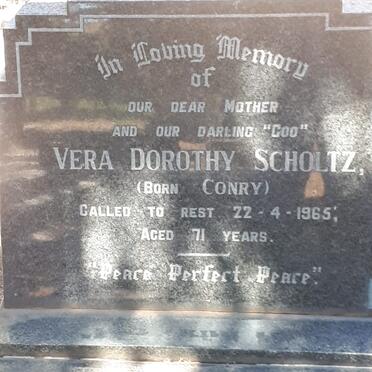 In Loving Memory
of
OUR DEAR MOTHER
AND OUR DARLING "GOO"
VERA DOROTHY SCHOLTZ,
(BORN CONRY)
CALLED TO REST 22-4-1965,
AGED 71 YEARS.
"Peace Perfect Peace."